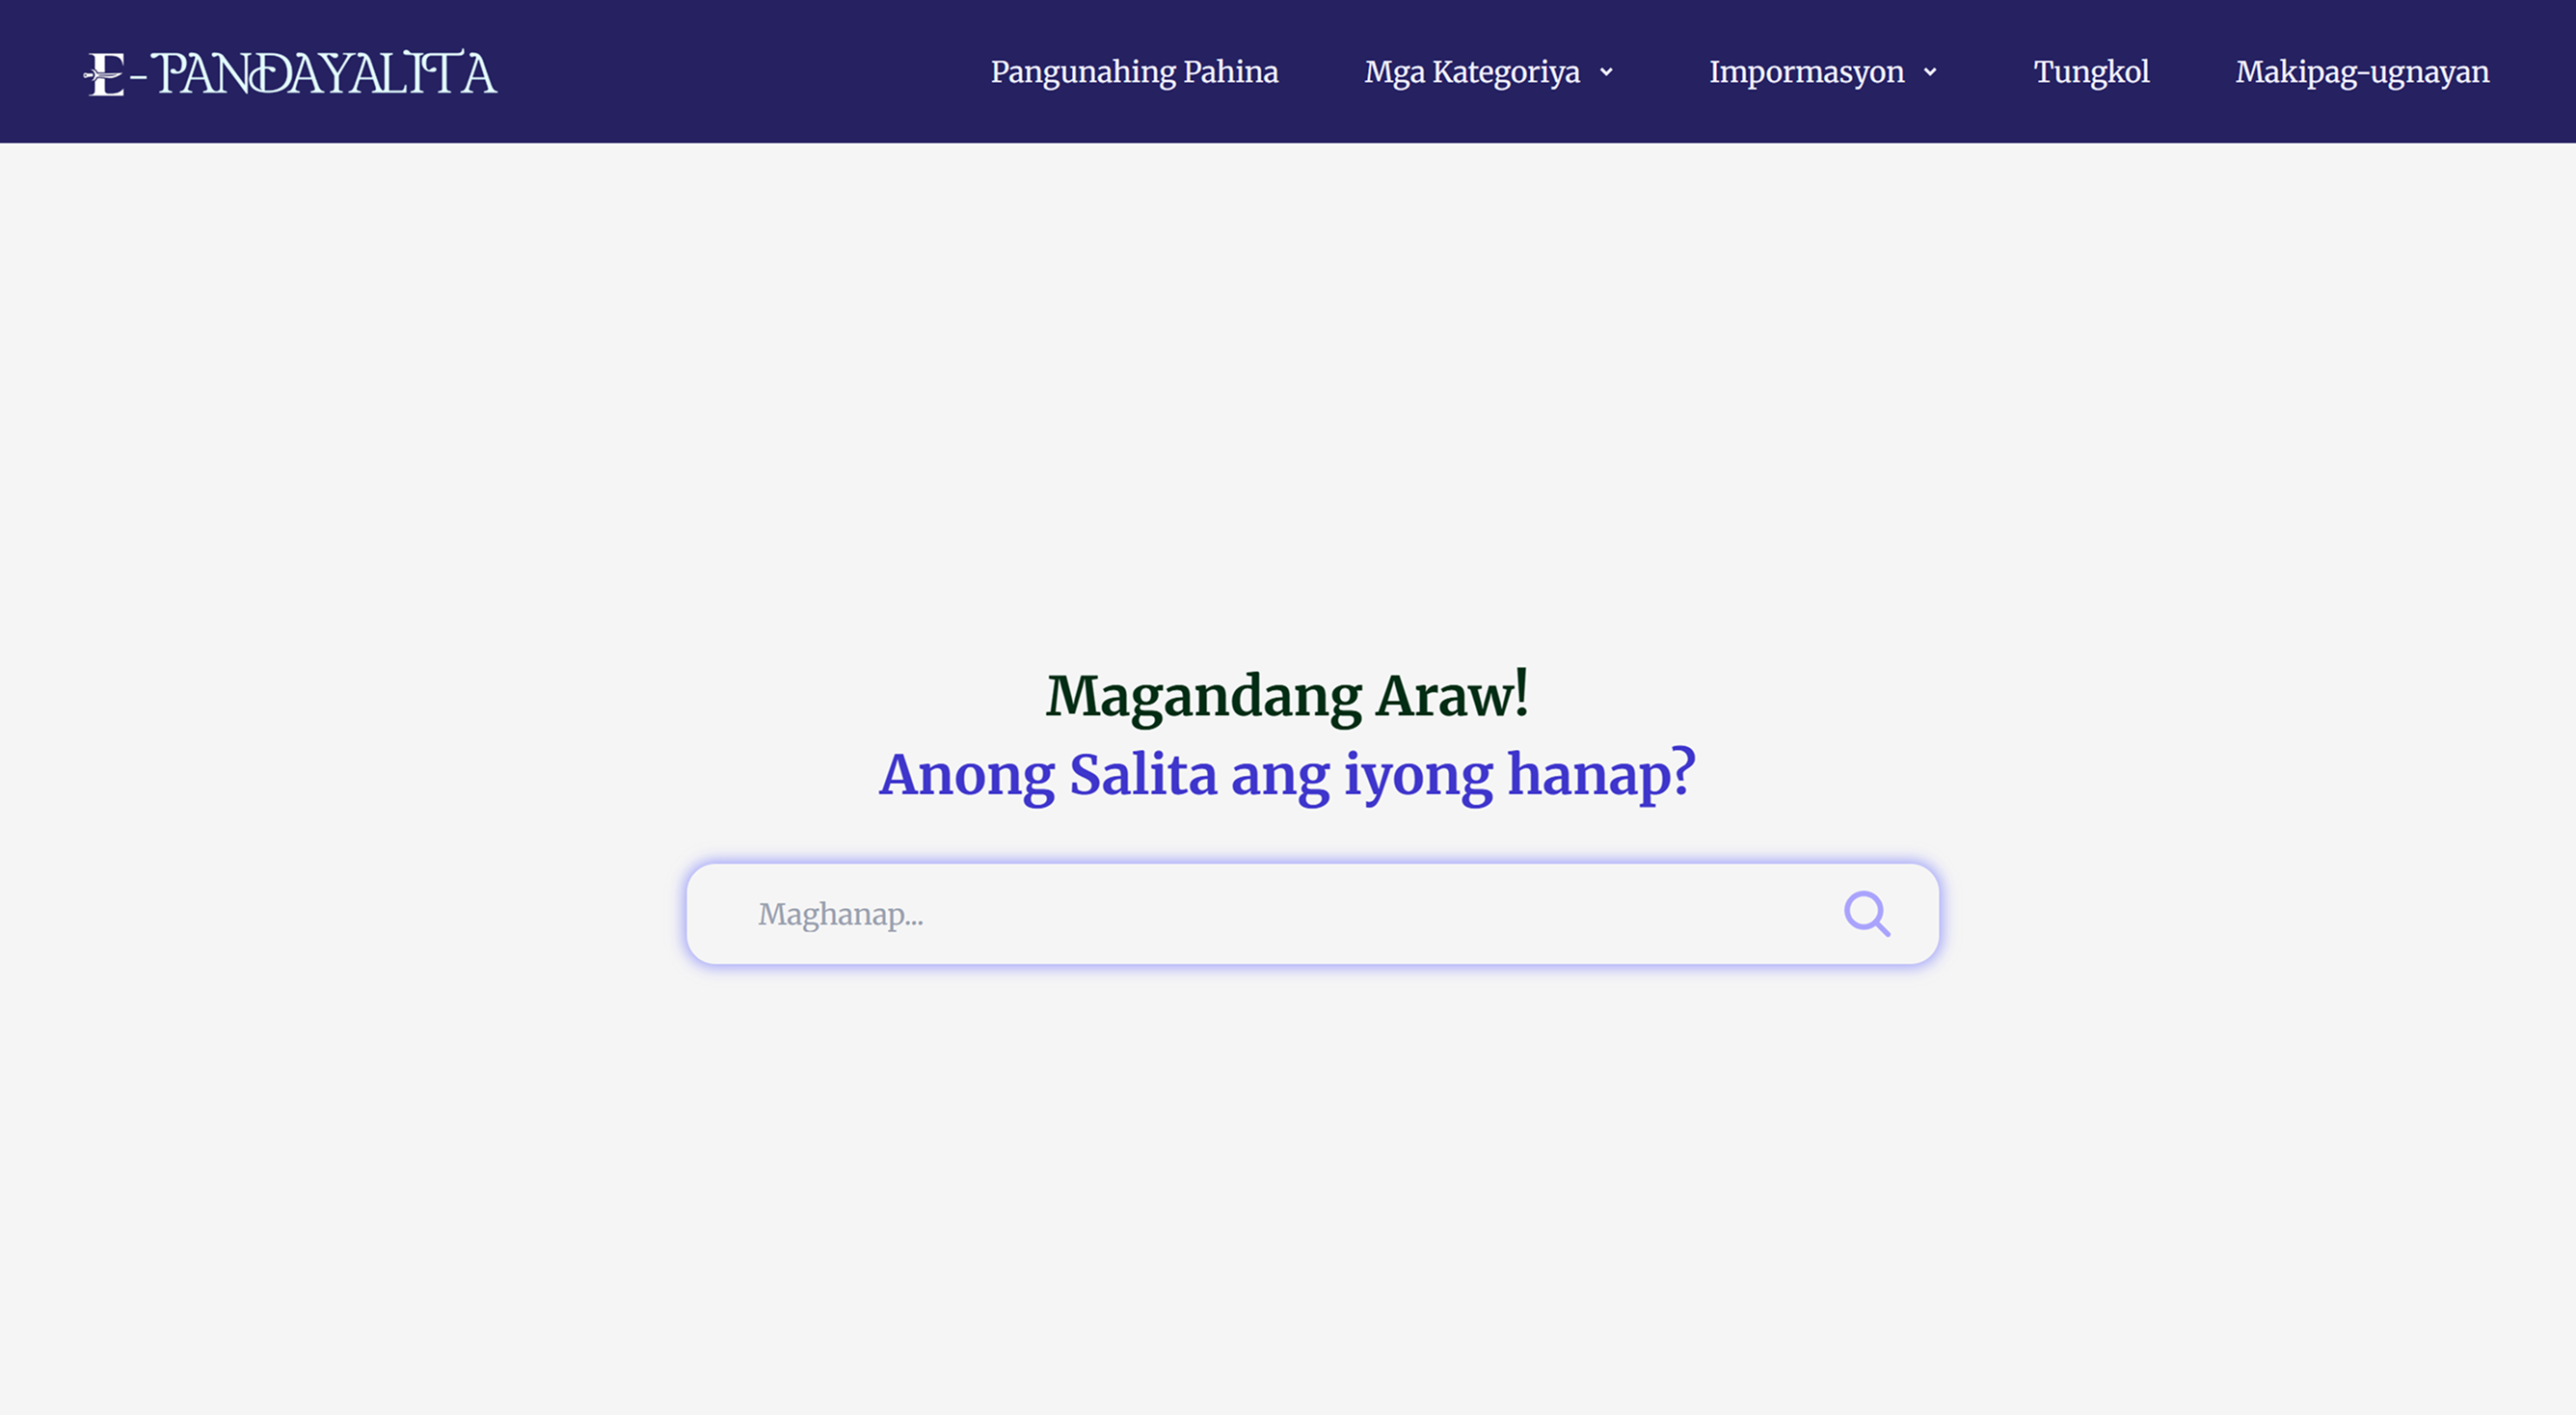 E-PANDAYALITA
Pangunahing Pahina
Mga Kategoriya
Impormasyon
Tungkol
Makipag-ugnayan
Magandang Araw!
Anong Salita ang iyong hanap?
Maghanap...